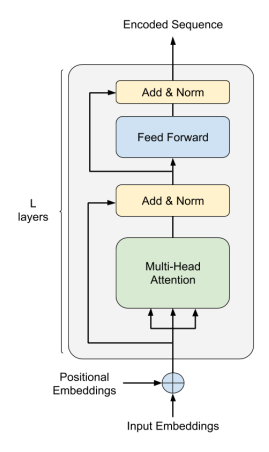 Encoded Sequence
Add & Norm
Feed Forward
Add & Norm
L
layers
Multi-Head
Attention
Positional
Embeddings
Input Embeddings